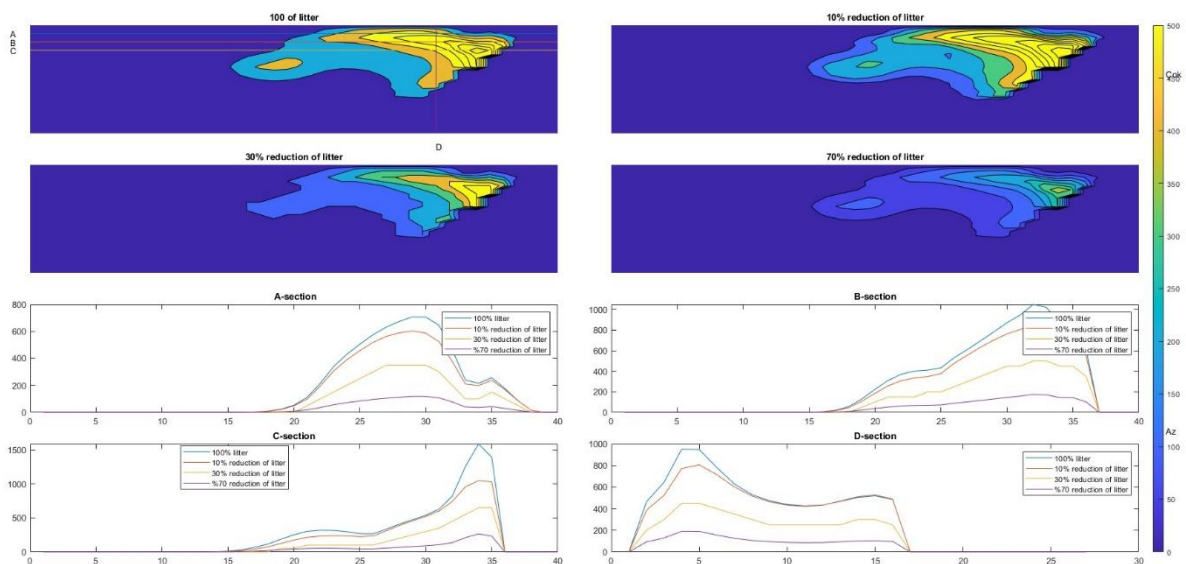 100 of litter
10% reduction of litter
A
B
C
D
30% reduction of litter
70% reduction of litter
500
Cok
450
400
350
300
250
200
150
Az
100
50
0
A-section
800
600
400
200
0
0 5 10 15 20 25 30 35 40
100% litter
10% reduction of litter
30% reduction of litter
%70 reduction of litter
B-section
1000
800
600
400
200
0
0 5 10 15 20 25 30 35 40
100% litter
10% reduction of litter
30% reduction of litter
%70 reduction of litter
C-section
1500
1000
500
0
0 5 10 15 20 25 30 35 40
100% litter
10% reduction of litter
30% reduction of litter
%70 reduction of litter
D-section
1000
800
600
400
200
0
0 5 10 15 20 25 30
100% litter
10% reduction of litter
30% reduction of litter
%70 reduction of litter